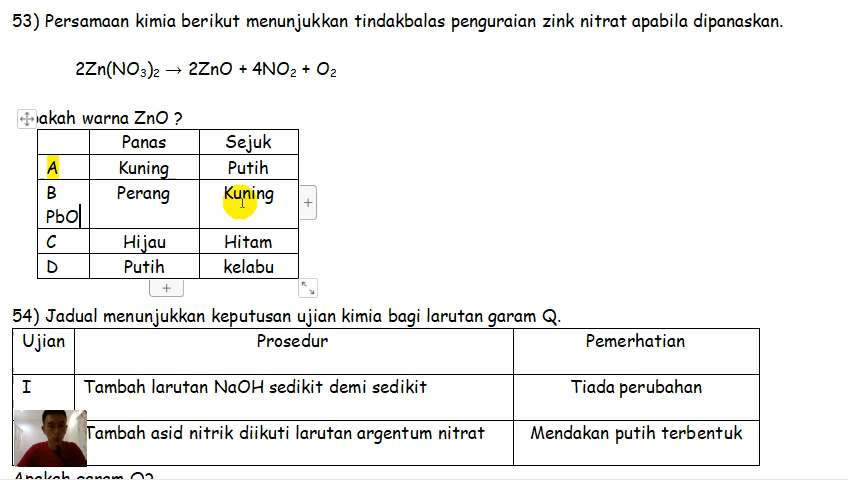 53) Persamaan kimia berikut menunjukkan tindakbalas penguraian zink nitrat apabila dipanaskan.
2Zn(NO₃)₂ → 2ZnO + 4NO₂ + O₂
akah warna ZnO ?
Panas Sejuk
A Kuning Putih
B Perang Kuning
PbO
C Hijau Hitam
D Putih kelabu
54) Jadual menunjukkan keputusan ujian kimia bagi larutan garam Q.
Ujian Prosedur Pemerhatian
I Tambah larutan NaOH sedikit demi sedikit Tiada perubahan
Tambah asid nitrik diikuti larutan argentum nitrat Mendakan putih terbentuk